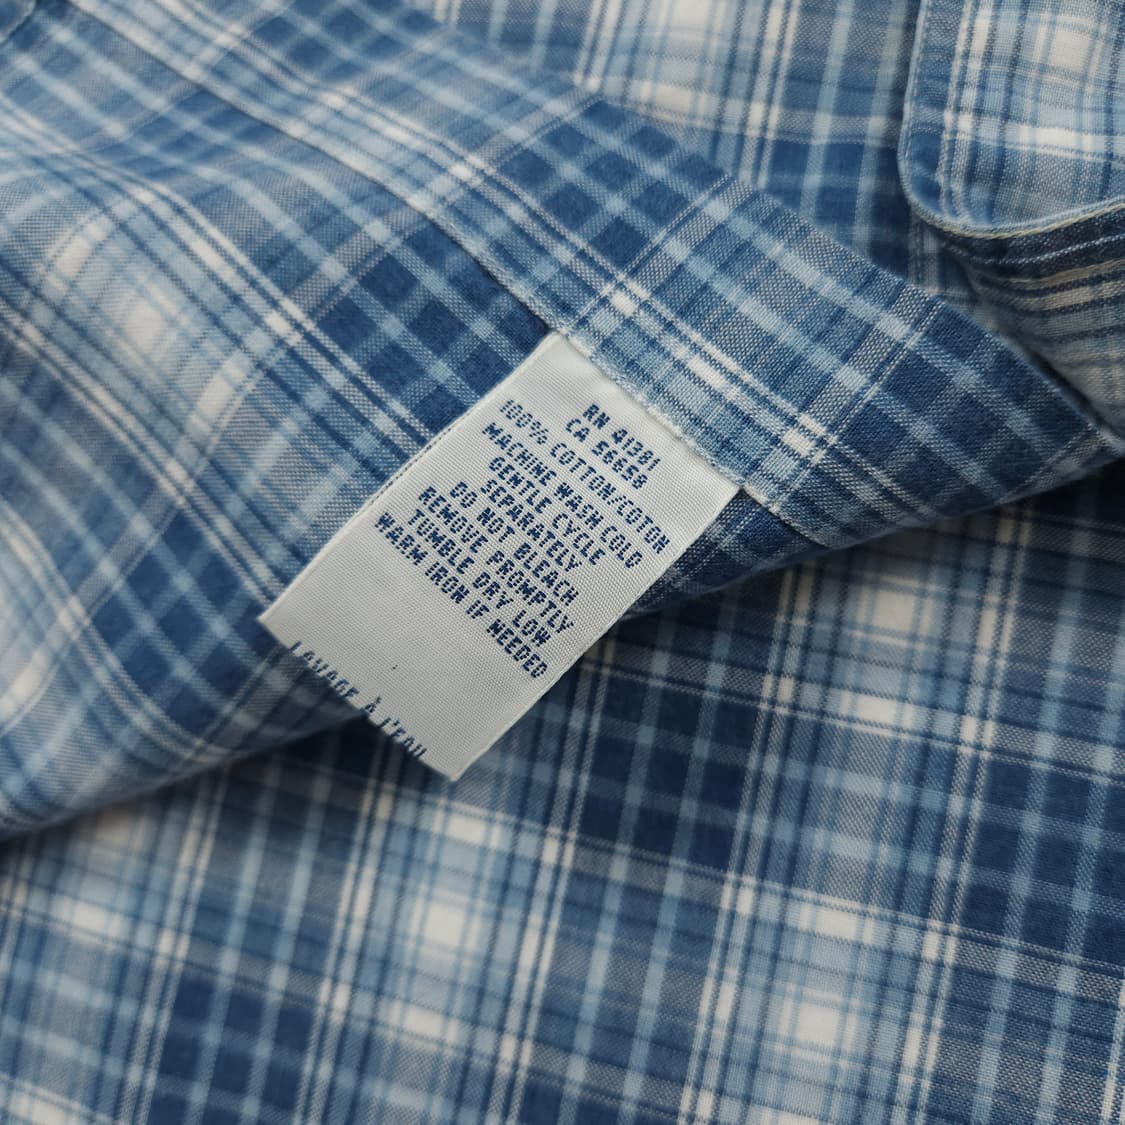 RN 41381
CA 56668
100% COTTON/COTON
MACHINE WASH COLD
GENTLE CYCLE
SEPARATELY
DO NOT BLEACH
REMOVE PROMPTLY
TUMBLE DRY LOW
WARM IRON IF NEEDED
LAVAGE À L'EAU